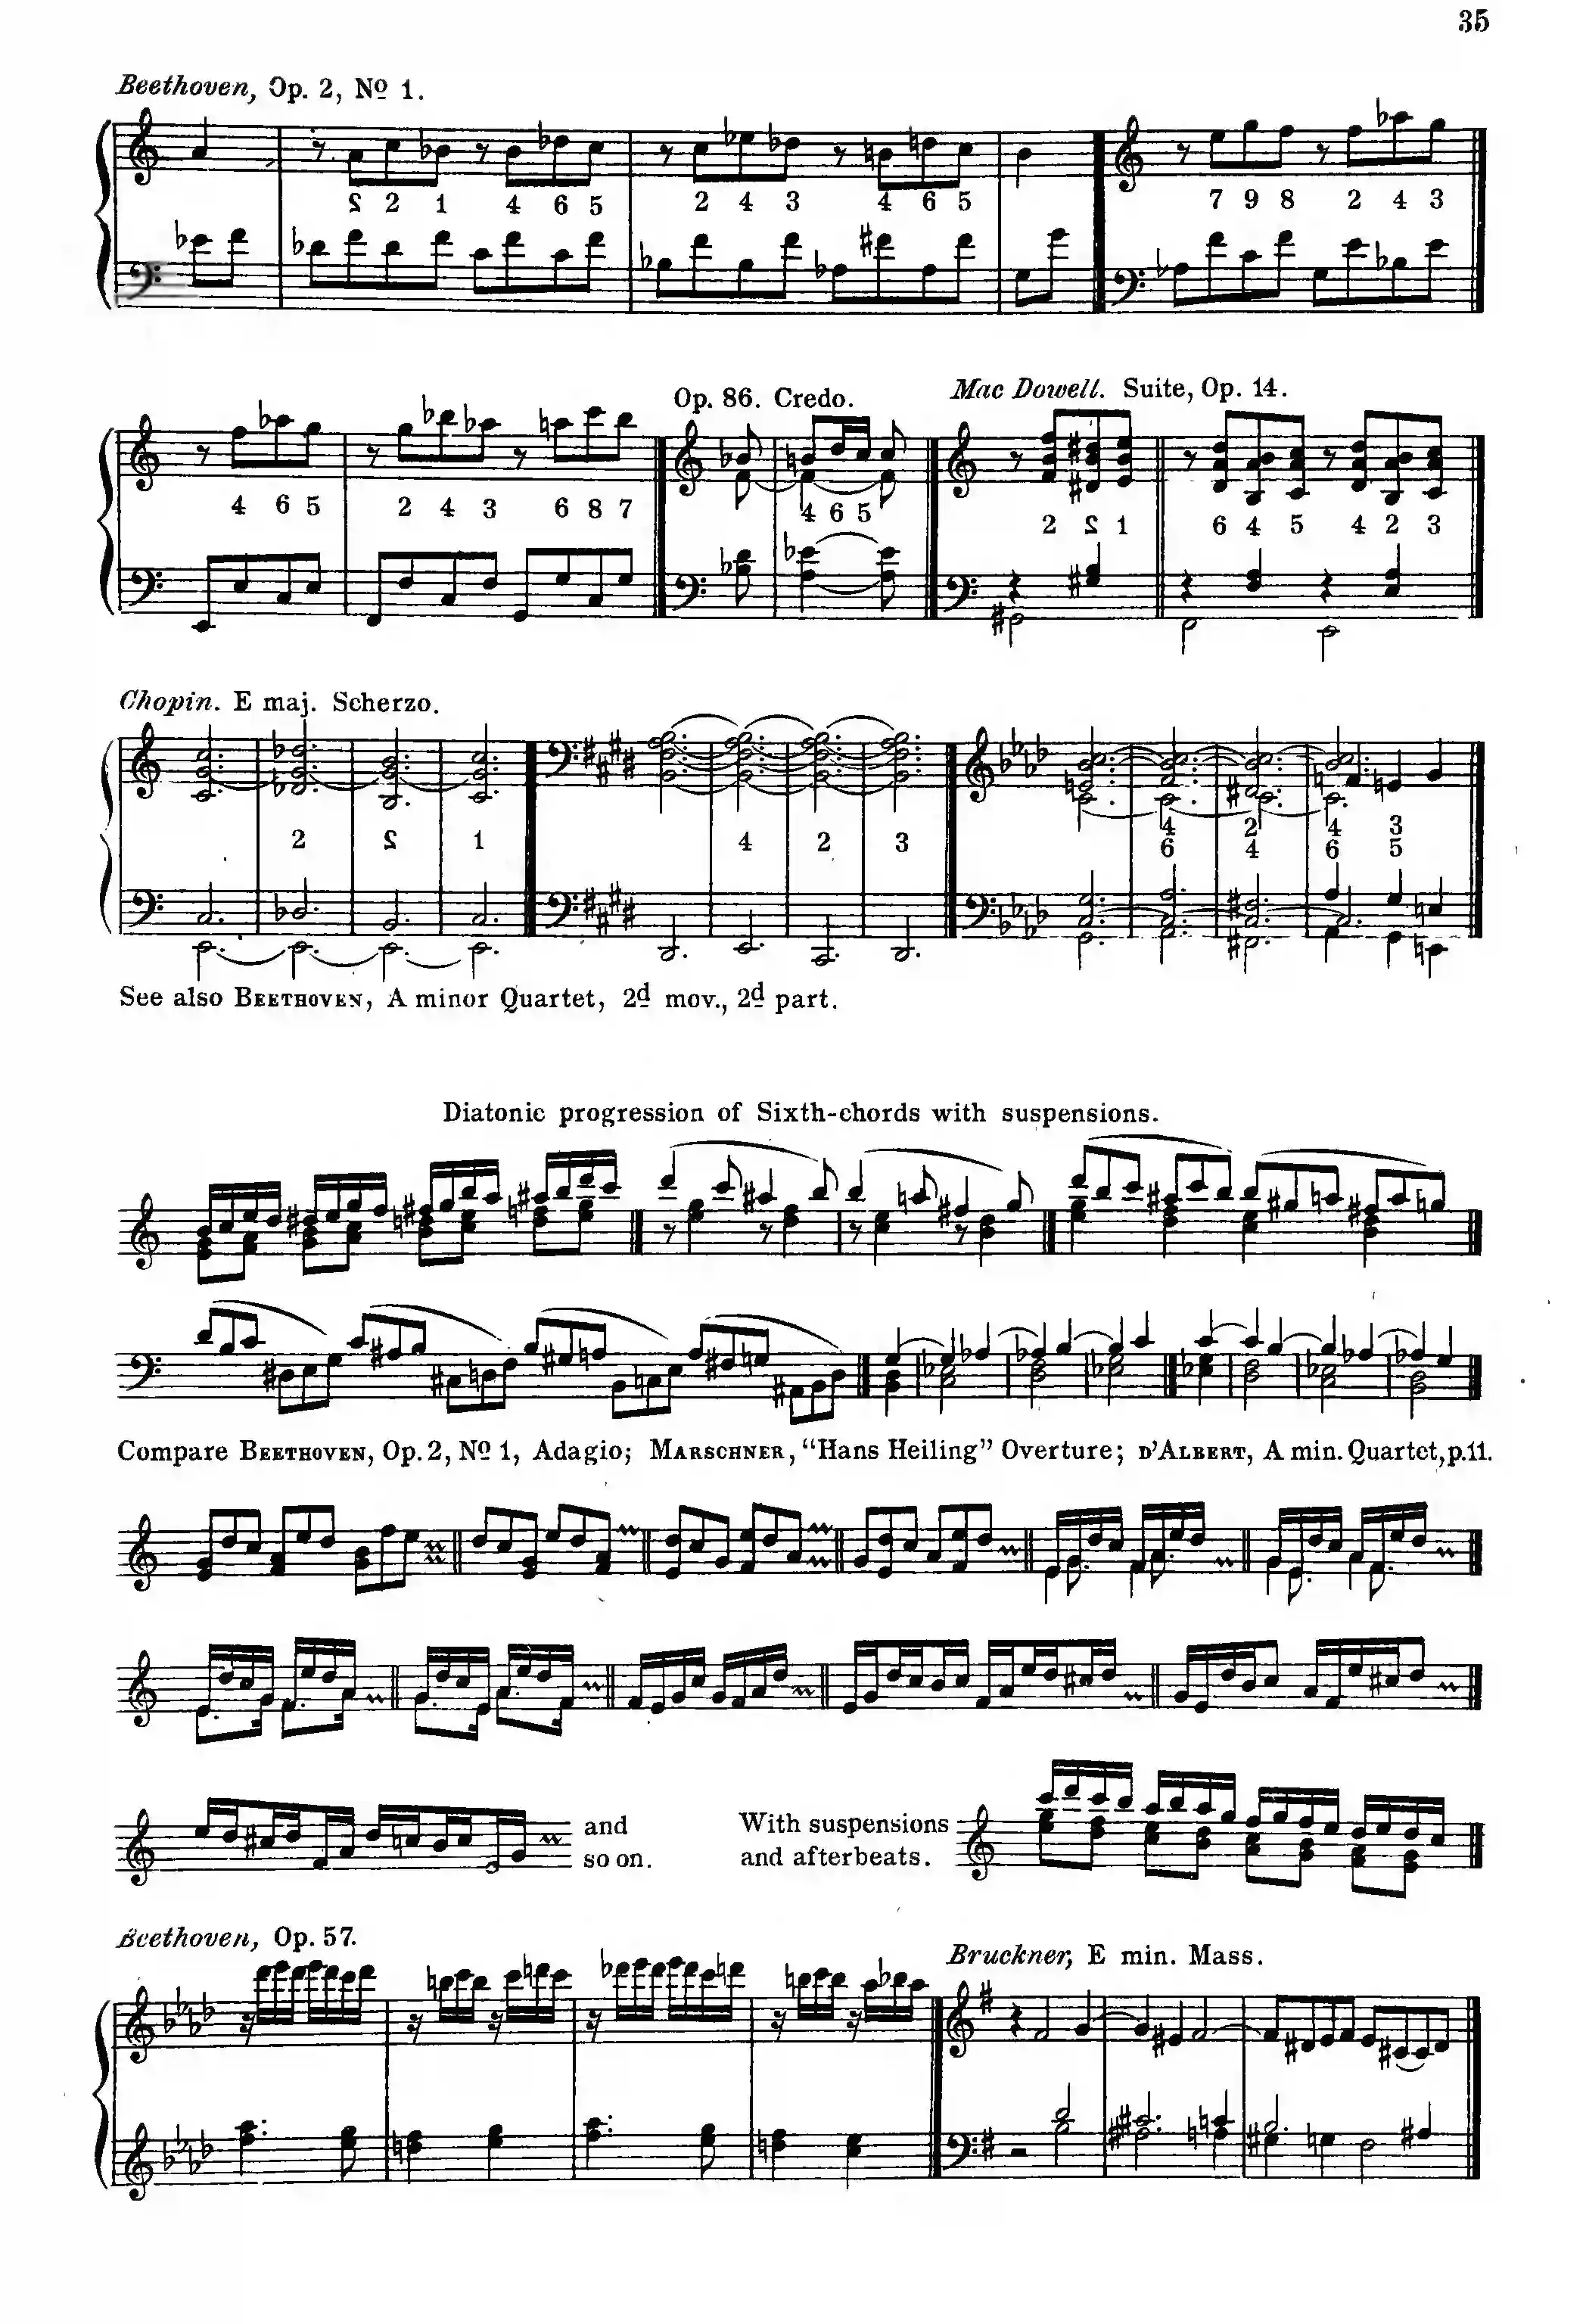 35
Beethoven, Op. 2, No 1.
2 2 1 4 6 5 2 4 3 4 6 5 7 9 8 2 4 3
Op. 86. Credo. Mac Dowell. Suite, Op. 14.
4 6 5 2 4 3 6 8 7 4 6 5 2 2 1 6 4 5 4 2 3
Chopin. E maj. Scherzo.
2 2 1 4 2 3 4 2 4 3
6 4 6 5
See also BEETHOVEN, A minor Quartet, 2d mov., 2d part.
Diatonic progression of Sixth-chords with suspensions.
Compare BEETHOVEN, Op. 2, No 1, Adagio; MARSCHNER, "Hans Heiling" Overture; D'ALBERT, A min. Quartet, p. 11.
and
so on.
With suspensions
and afterbeats.
Beethoven, Op. 57.
Bruckner, E min. Mass.